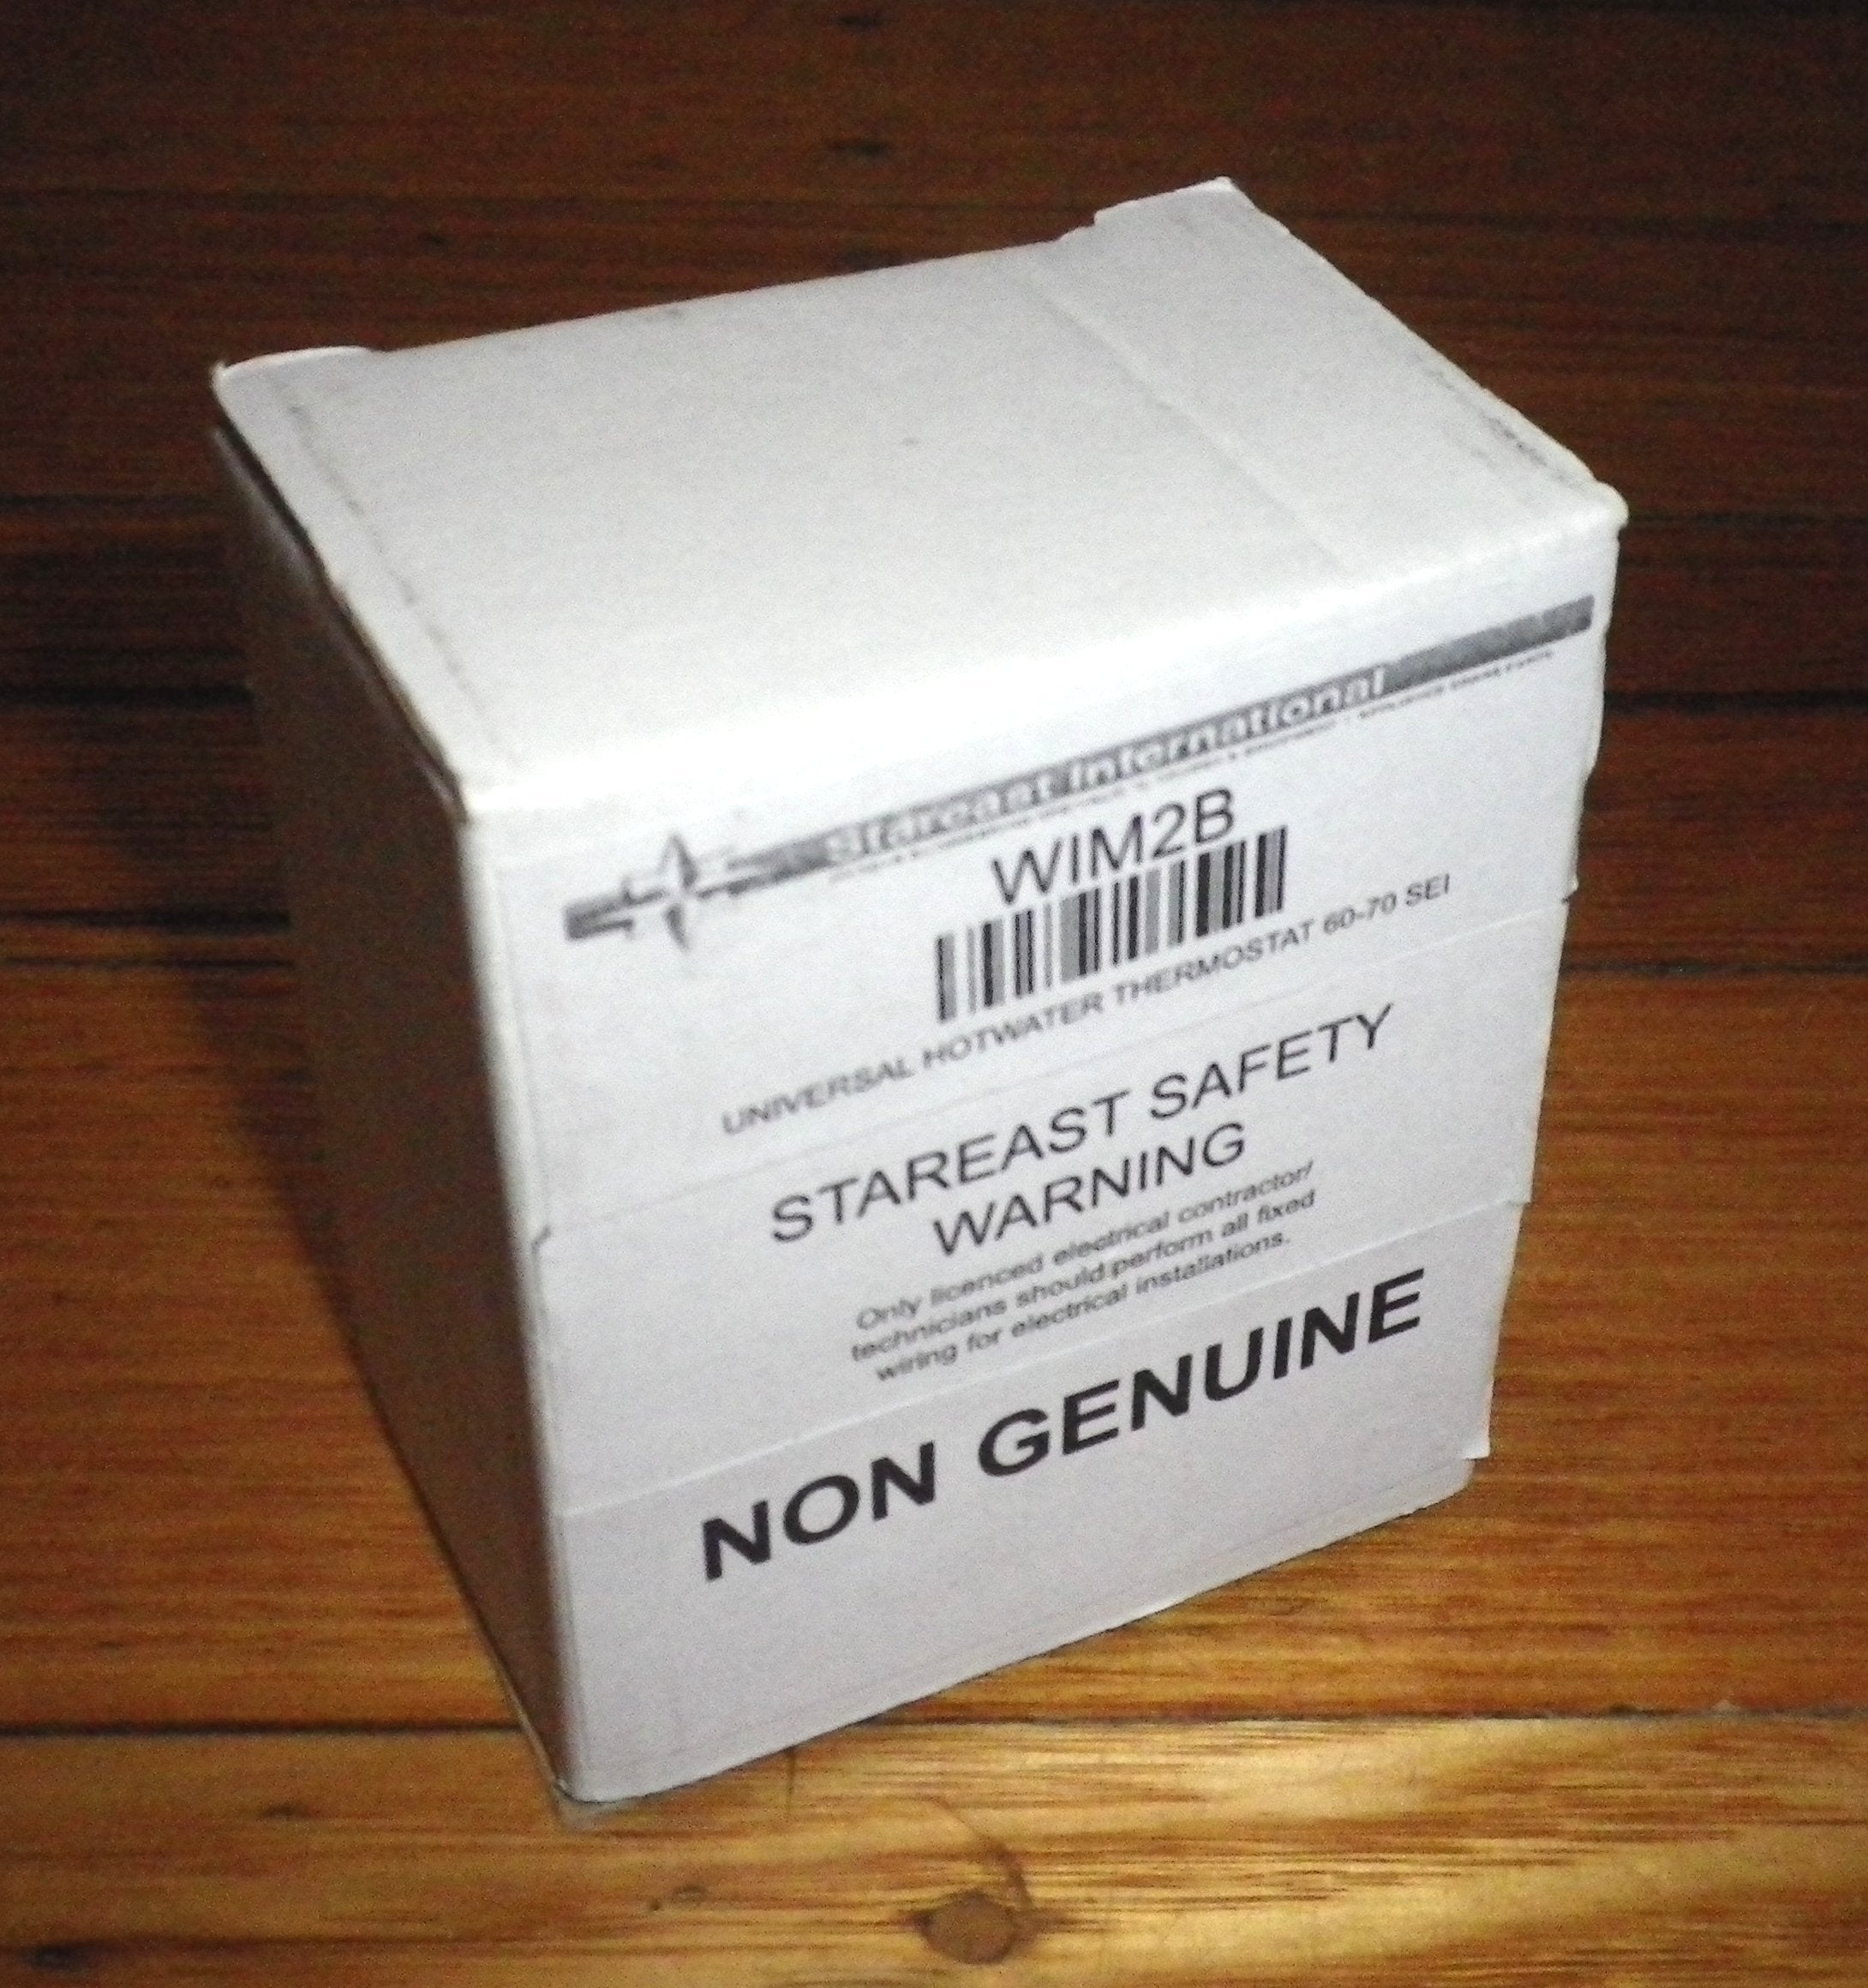 Stareast International
WIM2B
UNIVERSAL HOTWATER THERMOSTAT 60-70 SEI
STAREAST SAFETY
WARNING
Only licenced electrical contractor/
technicians should perform all fixed
wiring for electrical installations.
NON GENUINE